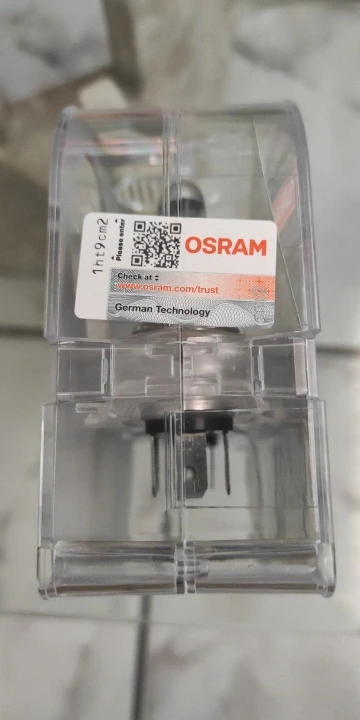 1ht9cm2
Please enter
OSRAM
Check at
www.osram.com/trust
German Technology